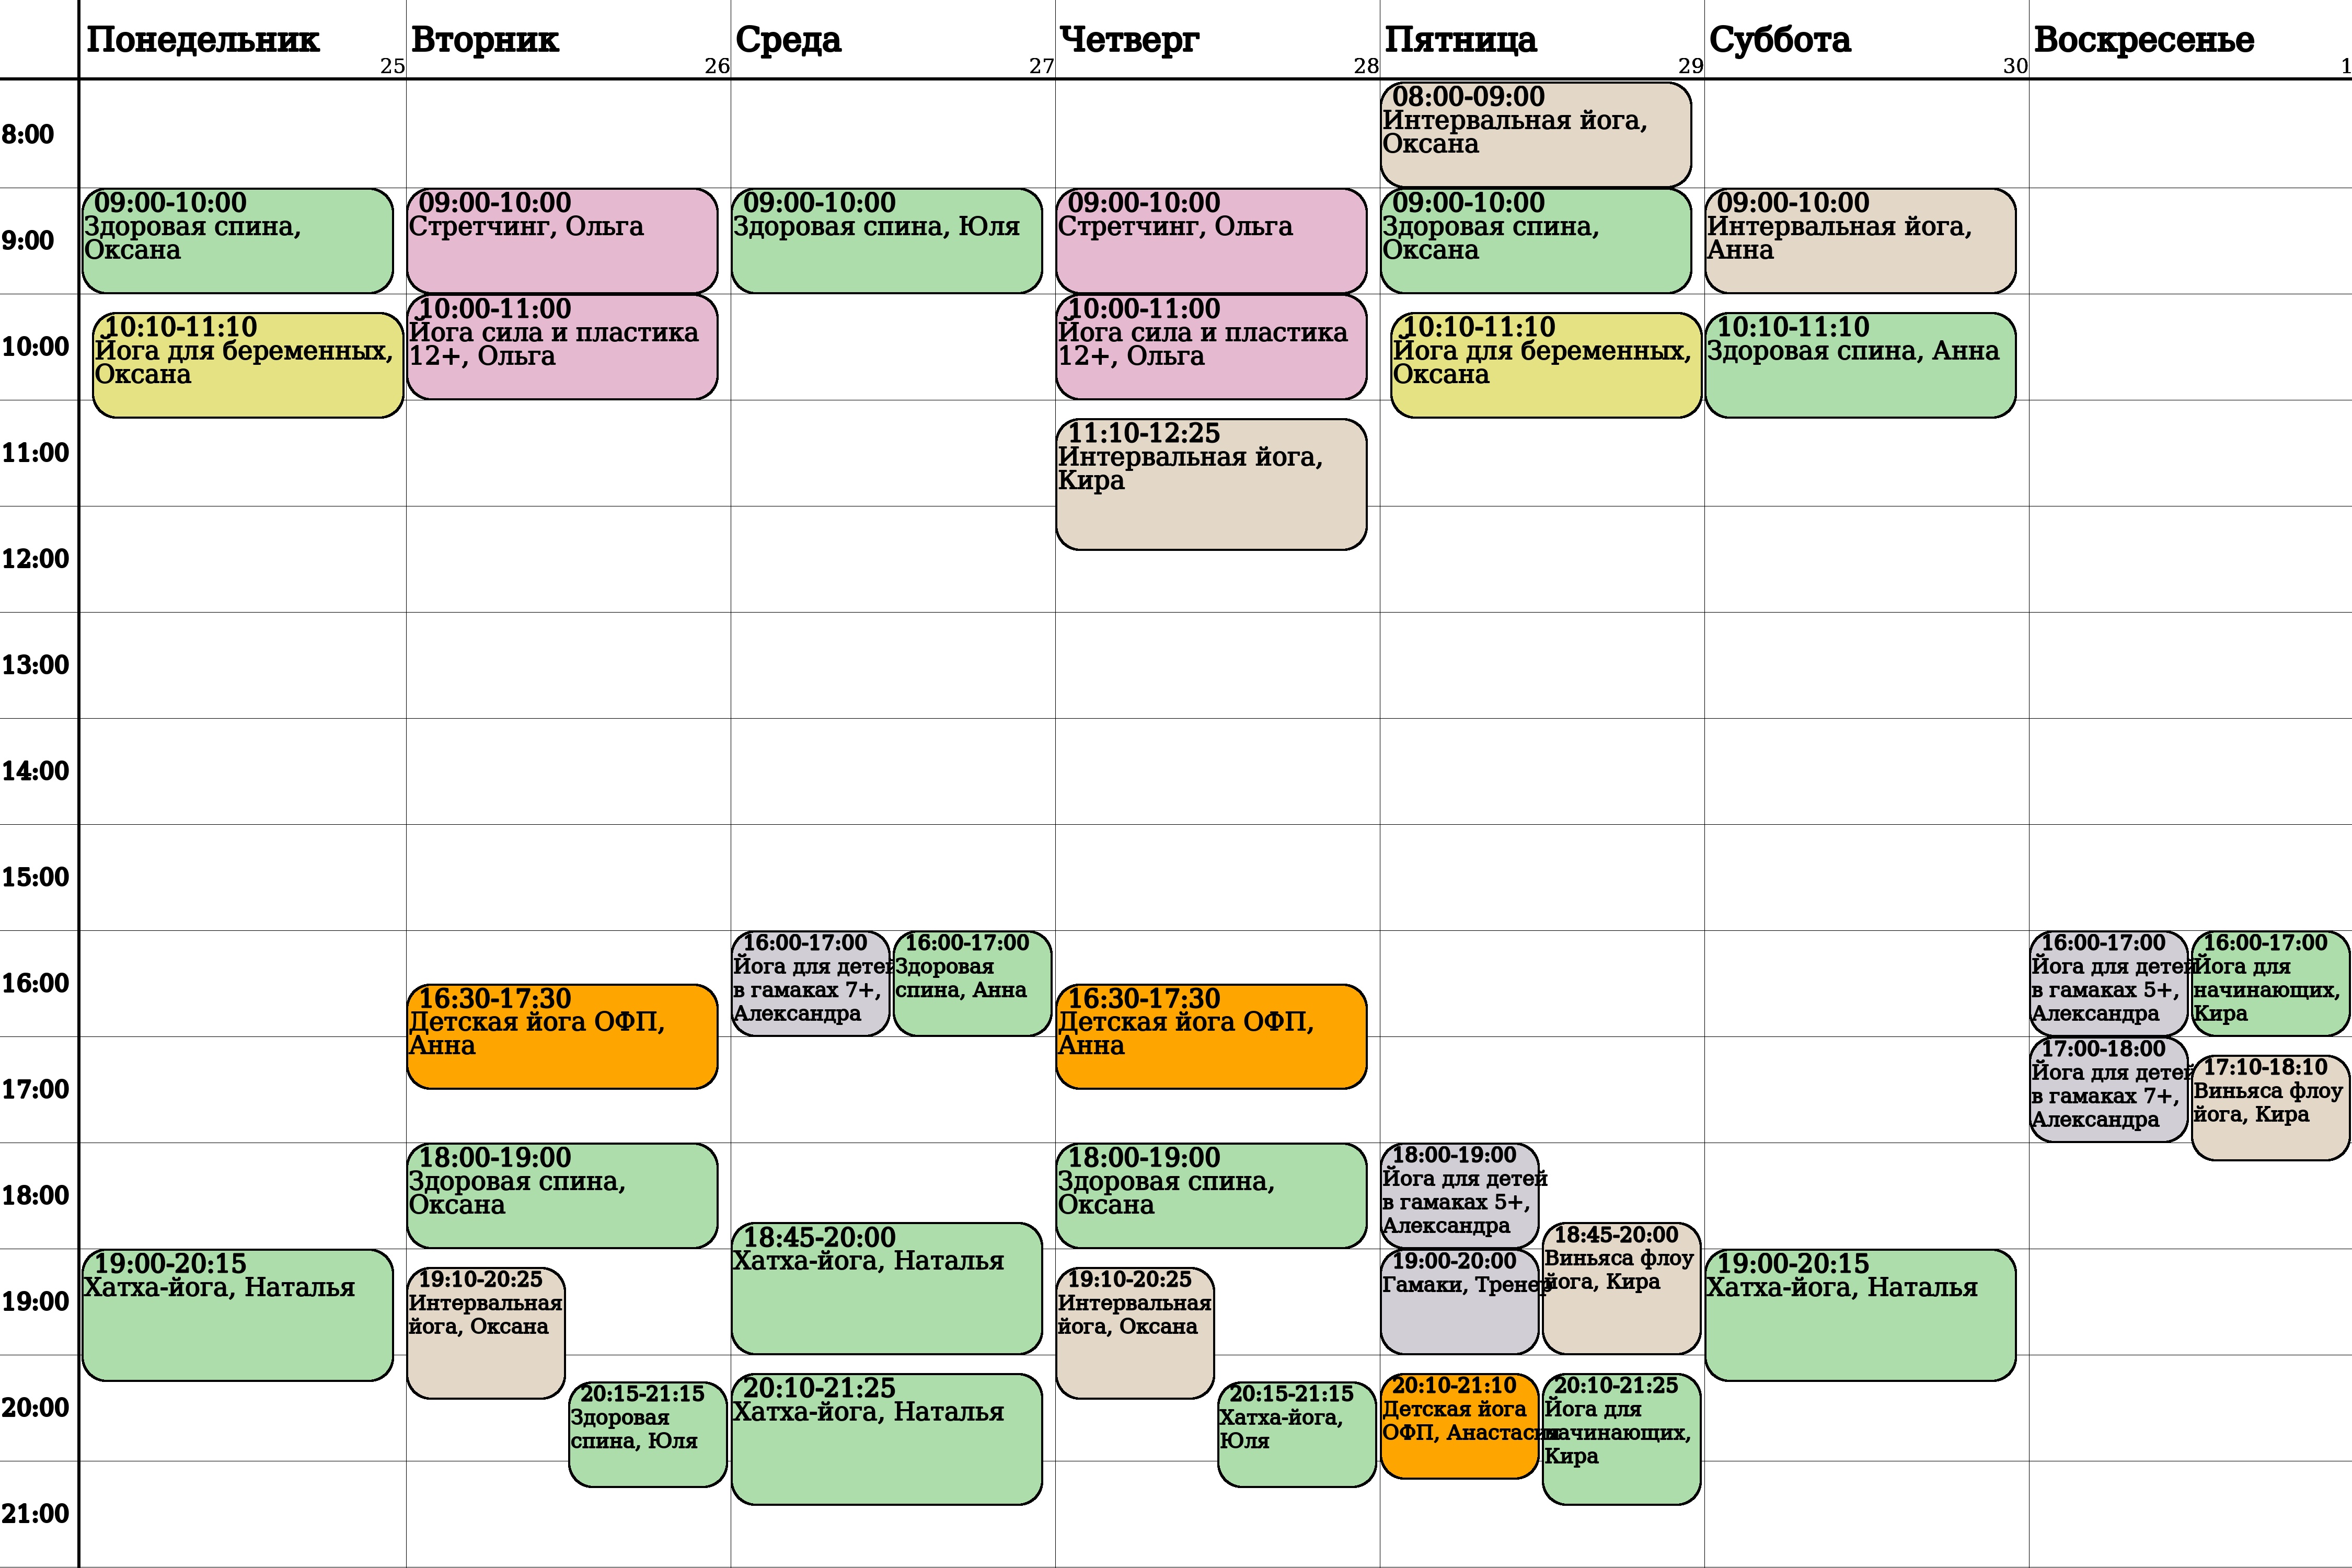 Понедельник
25
Вторник
26
Среда
27
Четверг
28
Пятница
29
Суббота
30
Воскресенье
1
8:00
08:00-09:00
Интервальная йога,
Оксана
9:00
09:00-10:00
Здоровая спина,
Оксана
09:00-10:00
Стретчинг, Ольга
09:00-10:00
Здоровая спина, Юля
09:00-10:00
Стретчинг, Ольга
09:00-10:00
Здоровая спина,
Оксана
09:00-10:00
Интервальная йога,
Анна
10:00
10:10-11:10
Йога для беременных,
Оксана
10:00-11:00
Йога сила и пластика
12+, Ольга
10:00-11:00
Йога сила и пластика
12+, Ольга
10:10-11:10
Йога для беременных,
Оксана
10:10-11:10
Здоровая спина, Анна
11:00
11:10-12:25
Интервальная йога,
Кира
12:00
13:00
14:00
15:00
16:00
16:30-17:30
Детская йога ОФП,
Анна
16:00-17:00
Йога для детей
в гамаках 7+,
Александра
16:00-17:00
Здоровая
спина, Анна
16:30-17:30
Детская йога ОФП,
Анна
16:00-17:00
Йога для детей
в гамаках 5+,
Александра
16:00-17:00
Йога для
начинающих,
Кира
17:00
17:00-18:00
Йога для детей
в гамаках 7+,
Александра
17:10-18:10
Виньяса флоу
йога, Кира
18:00
18:00-19:00
Здоровая спина,
Оксана
18:45-20:00
Хатха-йога, Наталья
18:00-19:00
Здоровая спина,
Оксана
18:00-19:00
Йога для детей
в гамаках 5+,
Александра
18:45-20:00
Виньяса флоу
йога, Кира
19:00
19:00-20:15
Хатха-йога, Наталья
19:10-20:25
Интервальная
йога, Оксана
19:10-20:25
Интервальная
йога, Оксана
19:00-20:00
Гамаки, Тренер
19:00-20:15
Хатха-йога, Наталья
20:00
20:15-21:15
Здоровая
спина, Юля
20:10-21:25
Хатха-йога, Наталья
20:15-21:15
Хатха-йога,
Юля
20:10-21:10
Детская йога
ОФП, Анастасия
20:10-21:25
Йога для
начинающих,
Кира
21:00